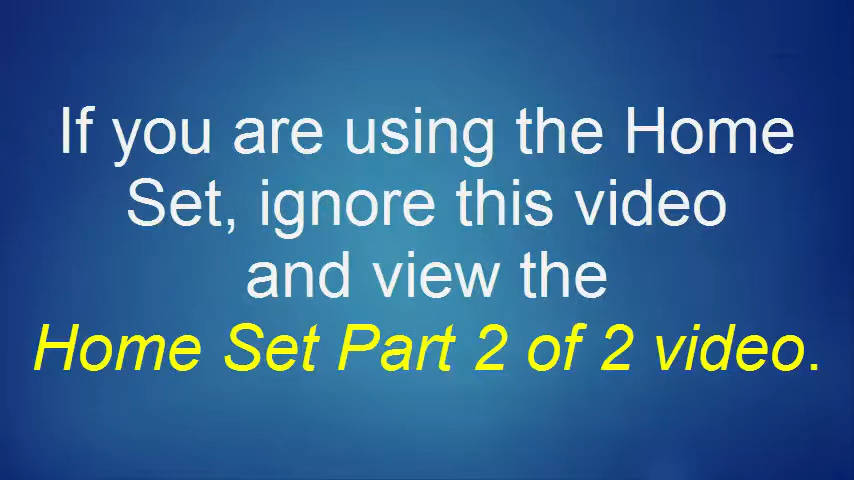 If you are using the Home
Set, ignore this video
and view the
Home Set Part 2 of 2 video.